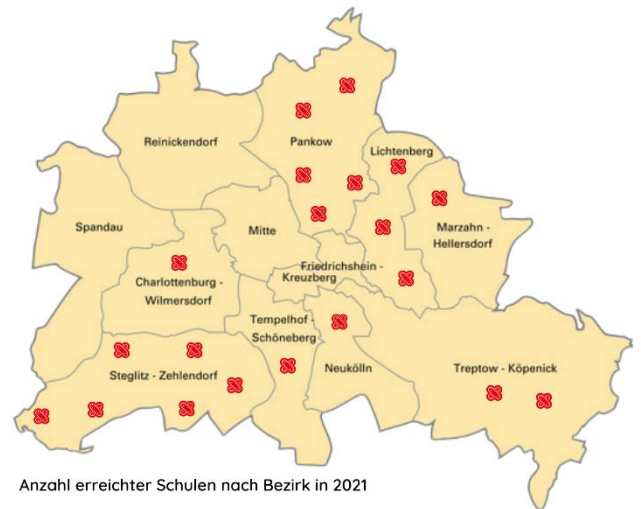 Reinickendorf
Pankow
Lichtenberg
Spandau
Mitte
Marzahn -
Hellersdorf
Friedrichshein -
Kreuzberg
Charlottenburg -
Wilmersdorf
Tempelhof -
Schöneberg
Steglitz - Zehlendorf
Neukölln
Treptow - Köpenick
Anzahl erreichter Schulen nach Bezirk in 2021